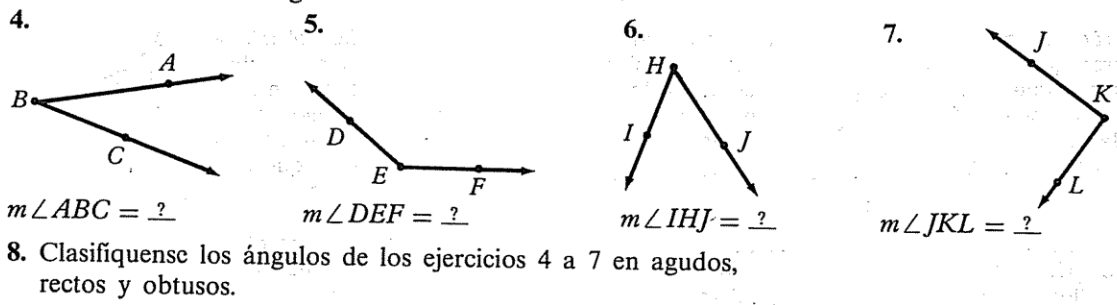 4.
5.
6.
7.
A
B
C
D
E
F
H
I
J
J
K
L
m∠ABC = ?
m∠DEF = ?
m∠IHJ = ?
m∠JKL = ?
8. Clasifíquense los ángulos de los ejercicios 4 a 7 en agudos,
rectos y obtusos.